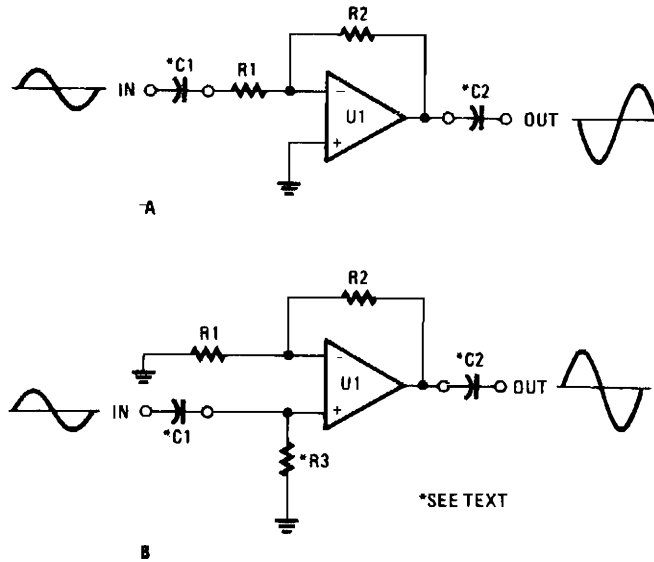 R2
*C1
IN
R1
−
U1
+
*C2
OUT
A
R2
R1
−
U1
+
*C2
OUT
IN
*C1
*R3
*SEE TEXT
B